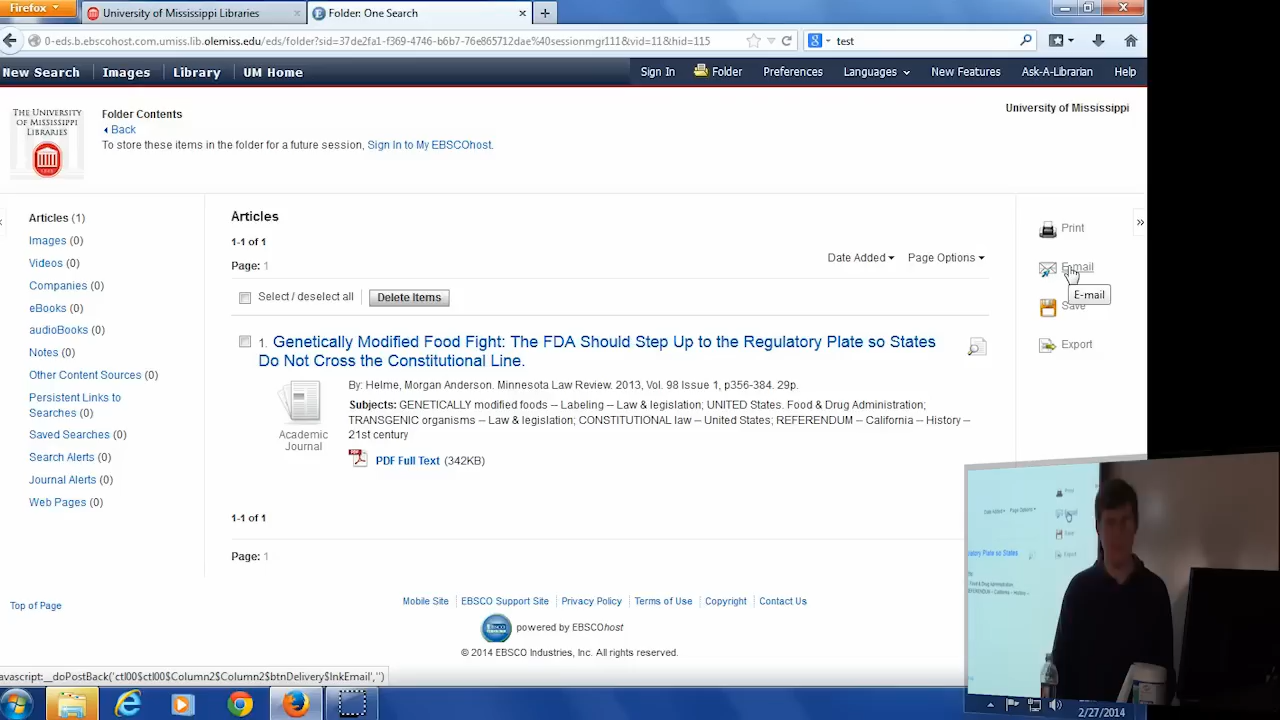 Firefox
University of Mississippi Libraries
Folder: One Search
0-eds.b.ebscohost.com.umiss.lib.olemiss.edu/eds/folder?sid=37de2fa1-f369-4746-b6b7-76e865712dae%40sessionmgr111&vid=11&hid=115
test
New Search
Images
Library
UM Home
Sign In
Folder
Preferences
Languages
New Features
Ask-A-Librarian
Help
THE UNIVERSITY
OF MISSISSIPPI
LIBRARIES
Folder Contents
Back
To store these items in the folder for a future session, Sign In to My EBSCOhost.
University of Mississippi
Articles (1)
Images (0)
Videos (0)
Companies (0)
eBooks (0)
audioBooks (0)
Notes (0)
Other Content Sources (0)
Persistent Links to
Searches (0)
Saved Searches (0)
Search Alerts (0)
Journal Alerts (0)
Web Pages (0)
Top of Page
Articles
1-1 of 1
Page: 1
Date Added
Page Options
Select / deselect all
Delete Items
1. Genetically Modified Food Fight: The FDA Should Step Up to the Regulatory Plate so States
Do Not Cross the Constitutional Line.
Academic
Journal
By: Helme, Morgan Anderson. Minnesota Law Review. 2013, Vol. 98 Issue 1, p356-384. 29p.
Subjects: GENETICALLY modified foods -- Labeling -- Law & legislation; UNITED States. Food & Drug Administration;
TRANSGENIC organisms -- Law & legislation; CONSTITUTIONAL law -- United States; REFERENDUM -- California -- History --
21st century
PDF Full Text (342KB)
1-1 of 1
Page: 1
Print
E-mail
E-mail
Save
Export
Mobile Site
EBSCO Support Site
Privacy Policy
Terms of Use
Copyright
Contact Us
powered by EBSCOhost
© 2014 EBSCO Industries, Inc. All rights reserved.
avascript:__doPostBack('ctl00$ctl00$Column2$Column2$btnDelivery$lnkEmail','')
2/27/2014